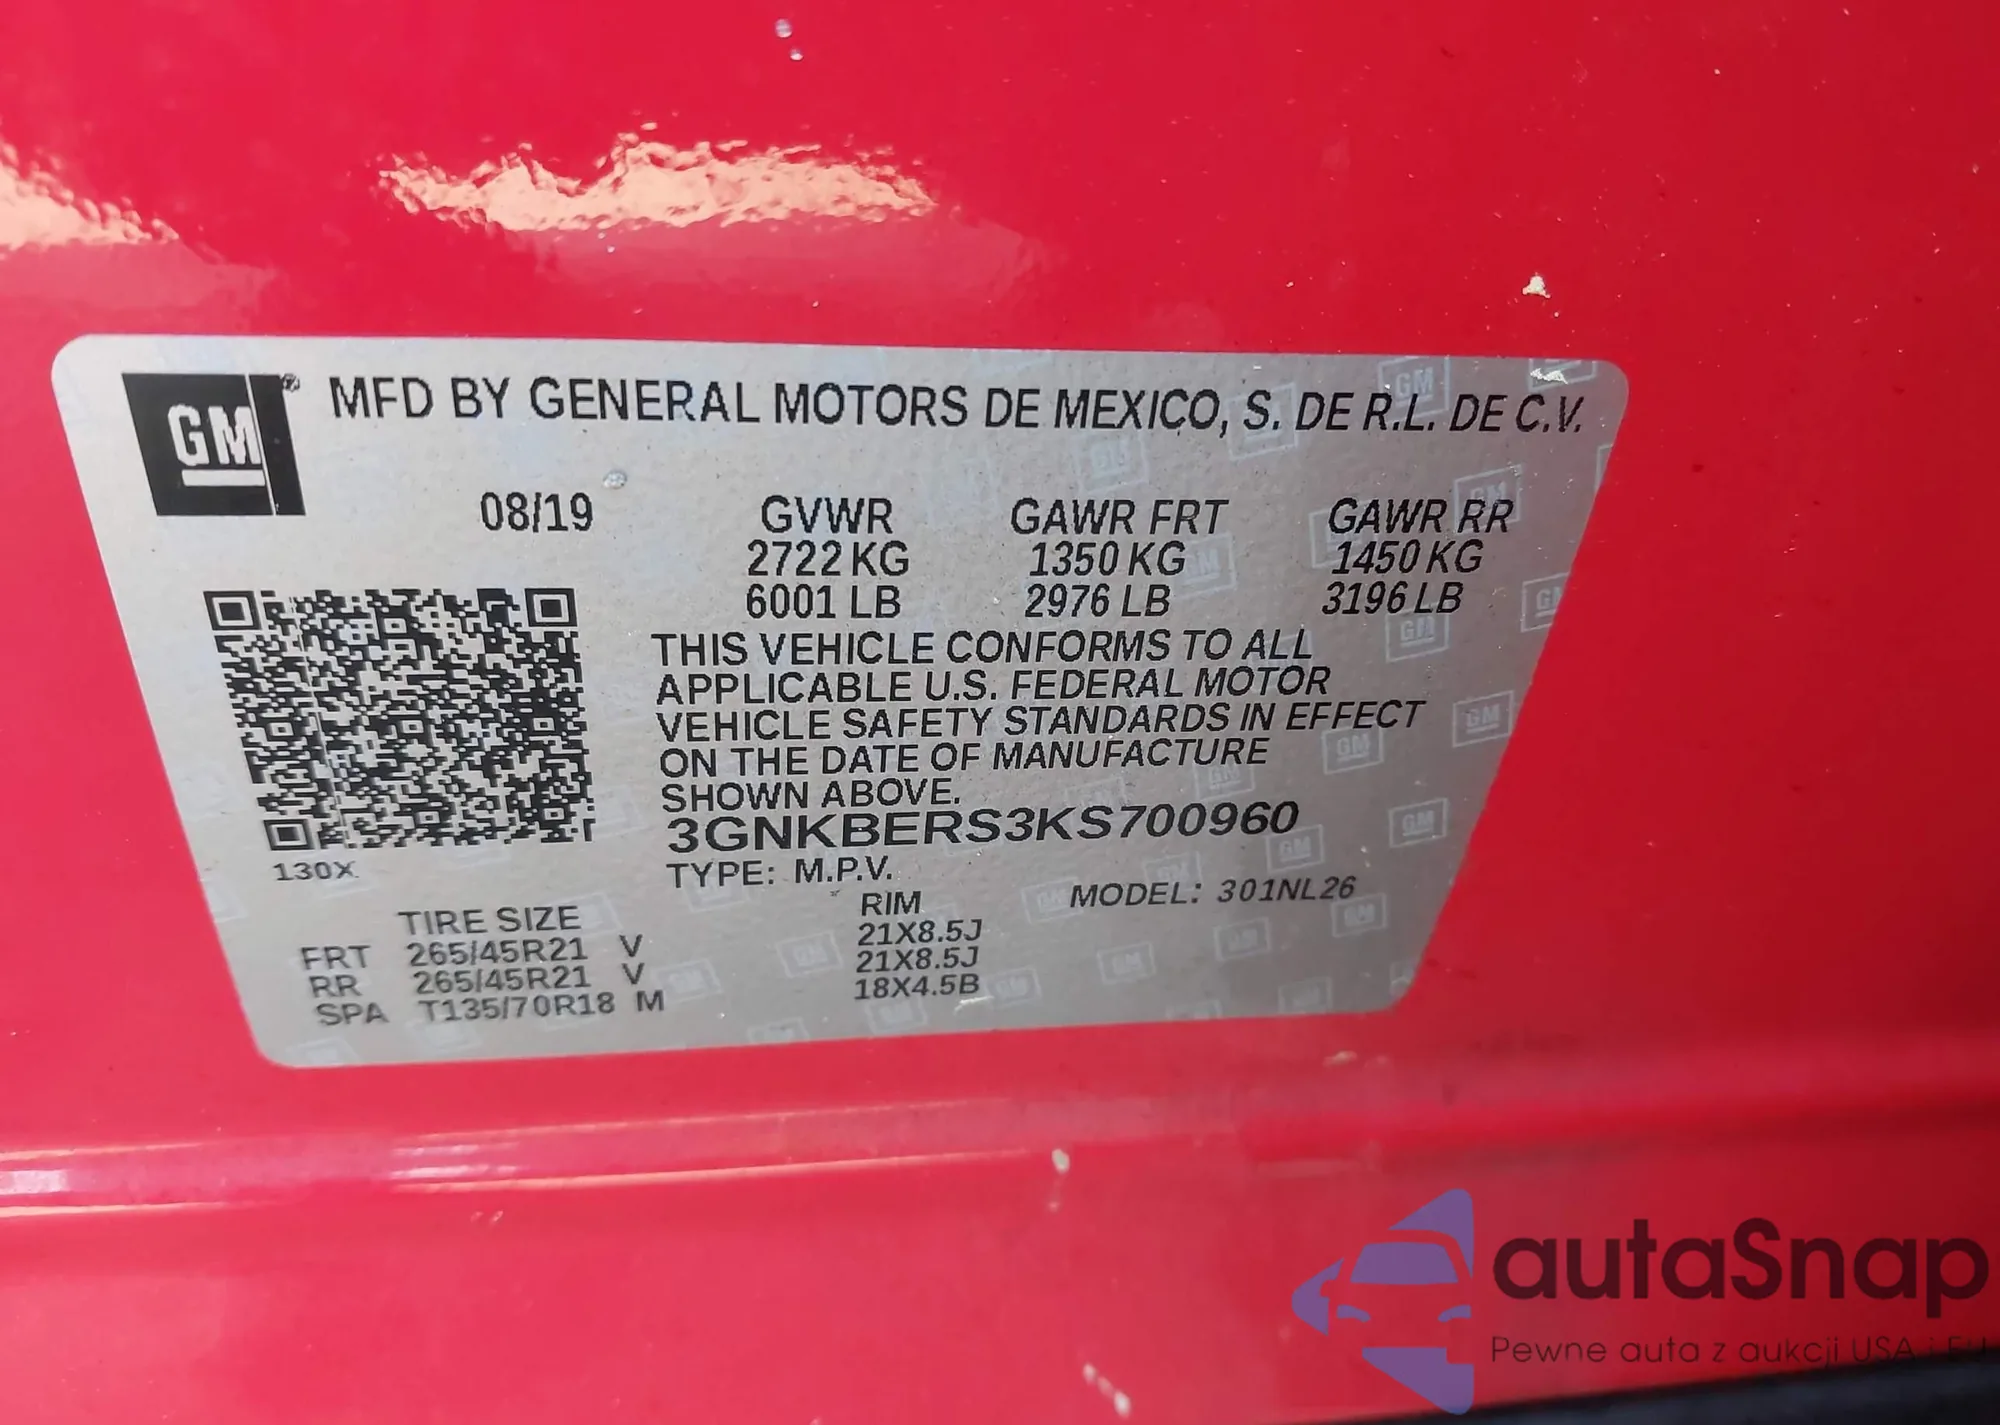 GM® MFD BY GENERAL MOTORS DE MEXICO, S. DE R.L. DE C.V.
08/19 GVWR GAWR FRT GAWR RR
2722 KG 1350 KG 1450 KG
6001 LB 2976 LB 3196 LB
THIS VEHICLE CONFORMS TO ALL
APPLICABLE U.S. FEDERAL MOTOR
VEHICLE SAFETY STANDARDS IN EFFECT
ON THE DATE OF MANUFACTURE
SHOWN ABOVE.
3GNKBERS3KS700960
130X
TYPE: M.P.V.
MODEL: 301NL26
TIRE SIZE RIM
FRT 265/45R21 V 21X8.5J
RR 265/45R21 V 21X8.5J
SPA T135/70R18 M 18X4.5B
autaSnap
Pewne auta z aukcji USA i EU